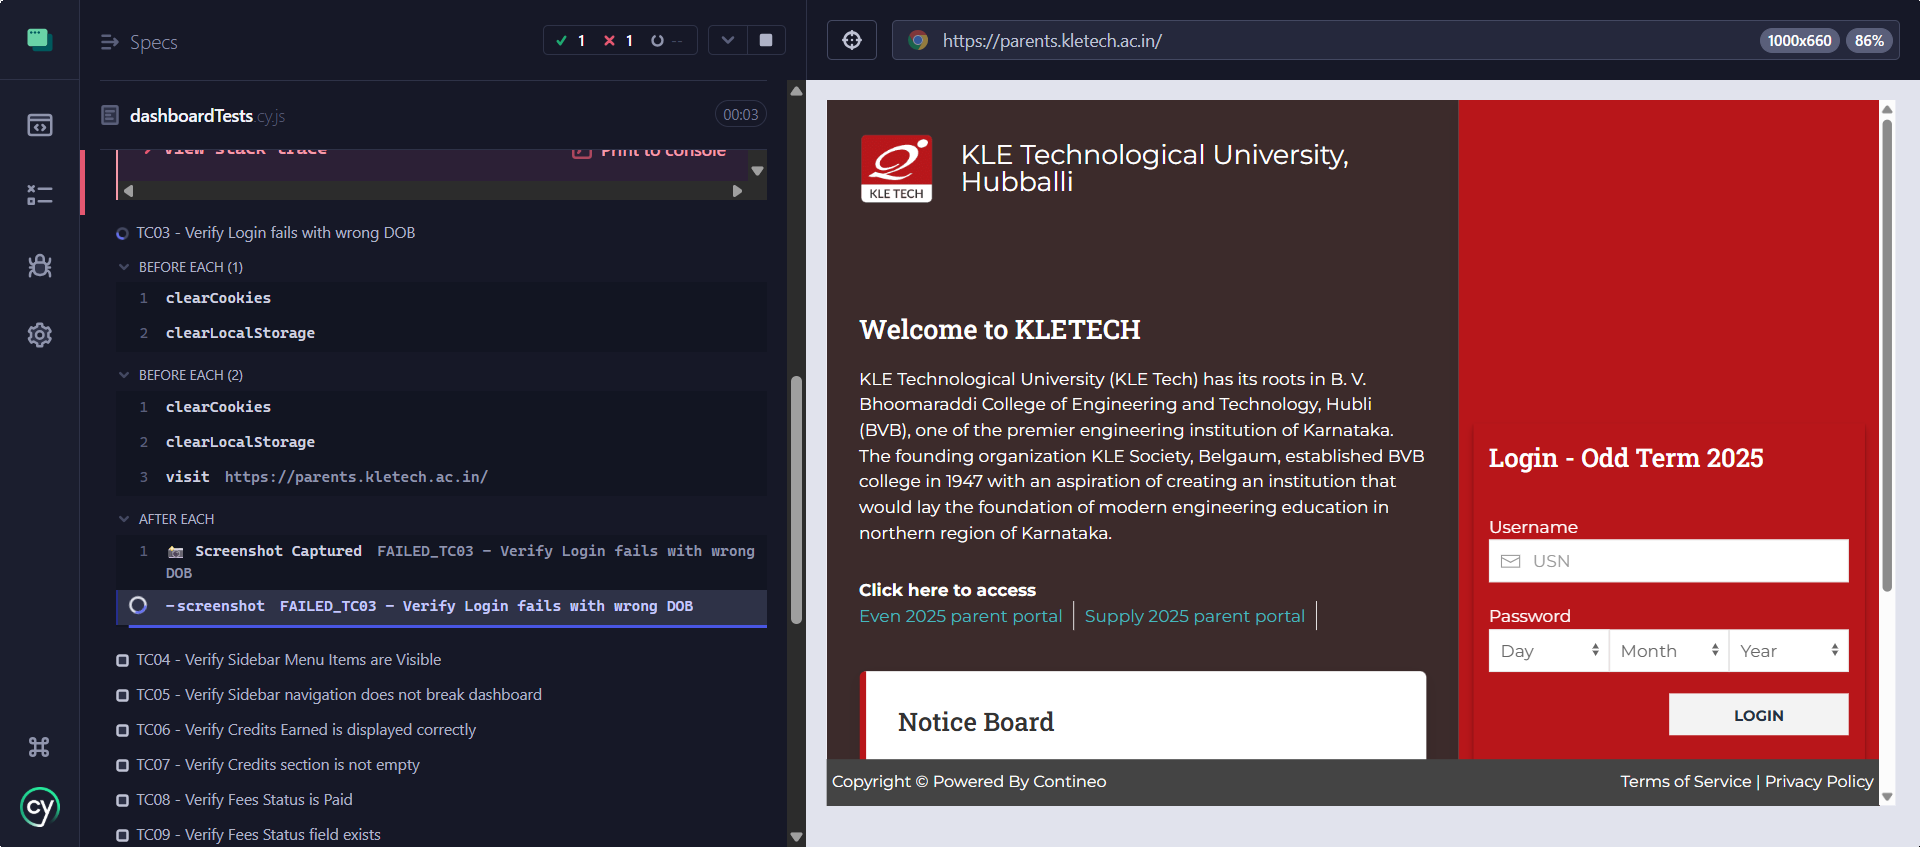 Specs
1
1
--
dashboardTests.cy.js
00:03
View stack trace
Print to console
TC03 - Verify Login fails with wrong DOB
BEFORE EACH (1)
1 clearCookies
2 clearLocalStorage
BEFORE EACH (2)
1 clearCookies
2 clearLocalStorage
3 visit https://parents.kletech.ac.in/
AFTER EACH
1 📸 Screenshot Captured FAILED_TC03 - Verify Login fails with wrong
DOB
-screenshot FAILED_TC03 - Verify Login fails with wrong DOB
TC04 - Verify Sidebar Menu Items are Visible
TC05 - Verify Sidebar navigation does not break dashboard
TC06 - Verify Credits Earned is displayed correctly
TC07 - Verify Credits section is not empty
TC08 - Verify Fees Status is Paid
TC09 - Verify Fees Status field exists
cy
https://parents.kletech.ac.in/
1000x660
86%
KLE TECH
KLE Technological University,
Hubballi
Welcome to KLETECH
KLE Technological University (KLE Tech) has its roots in B. V.
Bhoomaraddi College of Engineering and Technology, Hubli
(BVB), one of the premier engineering institution of Karnataka.
The founding organization KLE Society, Belgaum, established BVB
college in 1947 with an aspiration of creating an institution that
would lay the foundation of modern engineering education in
northern region of Karnataka.
Click here to access
Even 2025 parent portal | Supply 2025 parent portal |
Notice Board
Login - Odd Term 2025
Username
USN
Password
Day
Month
Year
LOGIN
Copyright © Powered By Contineo
Terms of Service | Privacy Policy